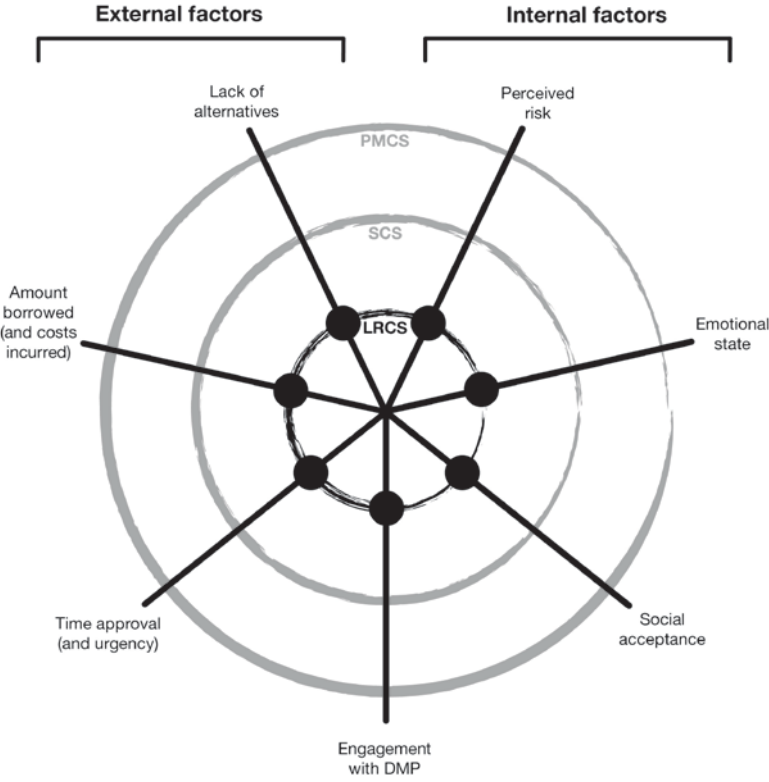 External factors
Internal factors
Lack of
alternatives
Perceived
risk
PMCS
SCS
LRCS
Amount
borrowed
(and costs
incurred)
Emotional
state
Time approval
(and urgency)
Social
acceptance
Engagement
with DMP